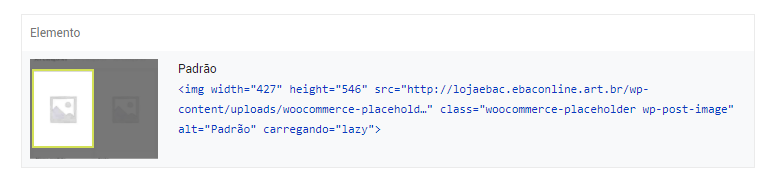 Elemento
Padrão
<img width="427" height="546" src="http://lojaebac.ebaconline.art.br/wp-
content/uploads/woocommerce-placehold…" class="woocommerce-placeholder wp-post-image"
alt="Padrão" carregando="lazy">